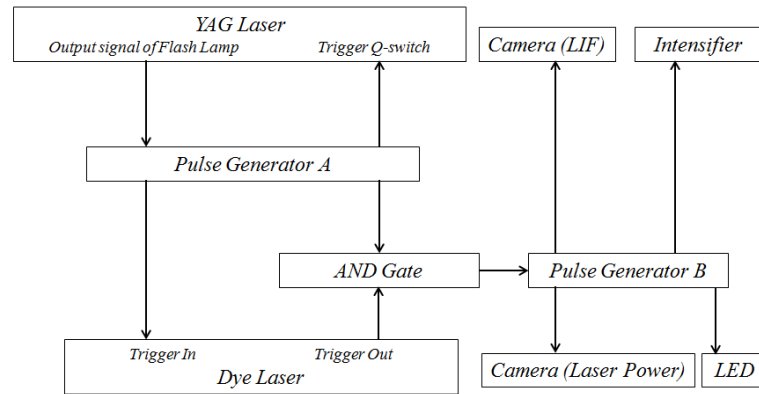 YAG Laser
Output signal of Flash Lamp
Trigger Q-switch
Camera (LIF)
Intensifier
Pulse Generator A
AND Gate
Pulse Generator B
Trigger In
Trigger Out
Dye Laser
Camera (Laser Power)
LED